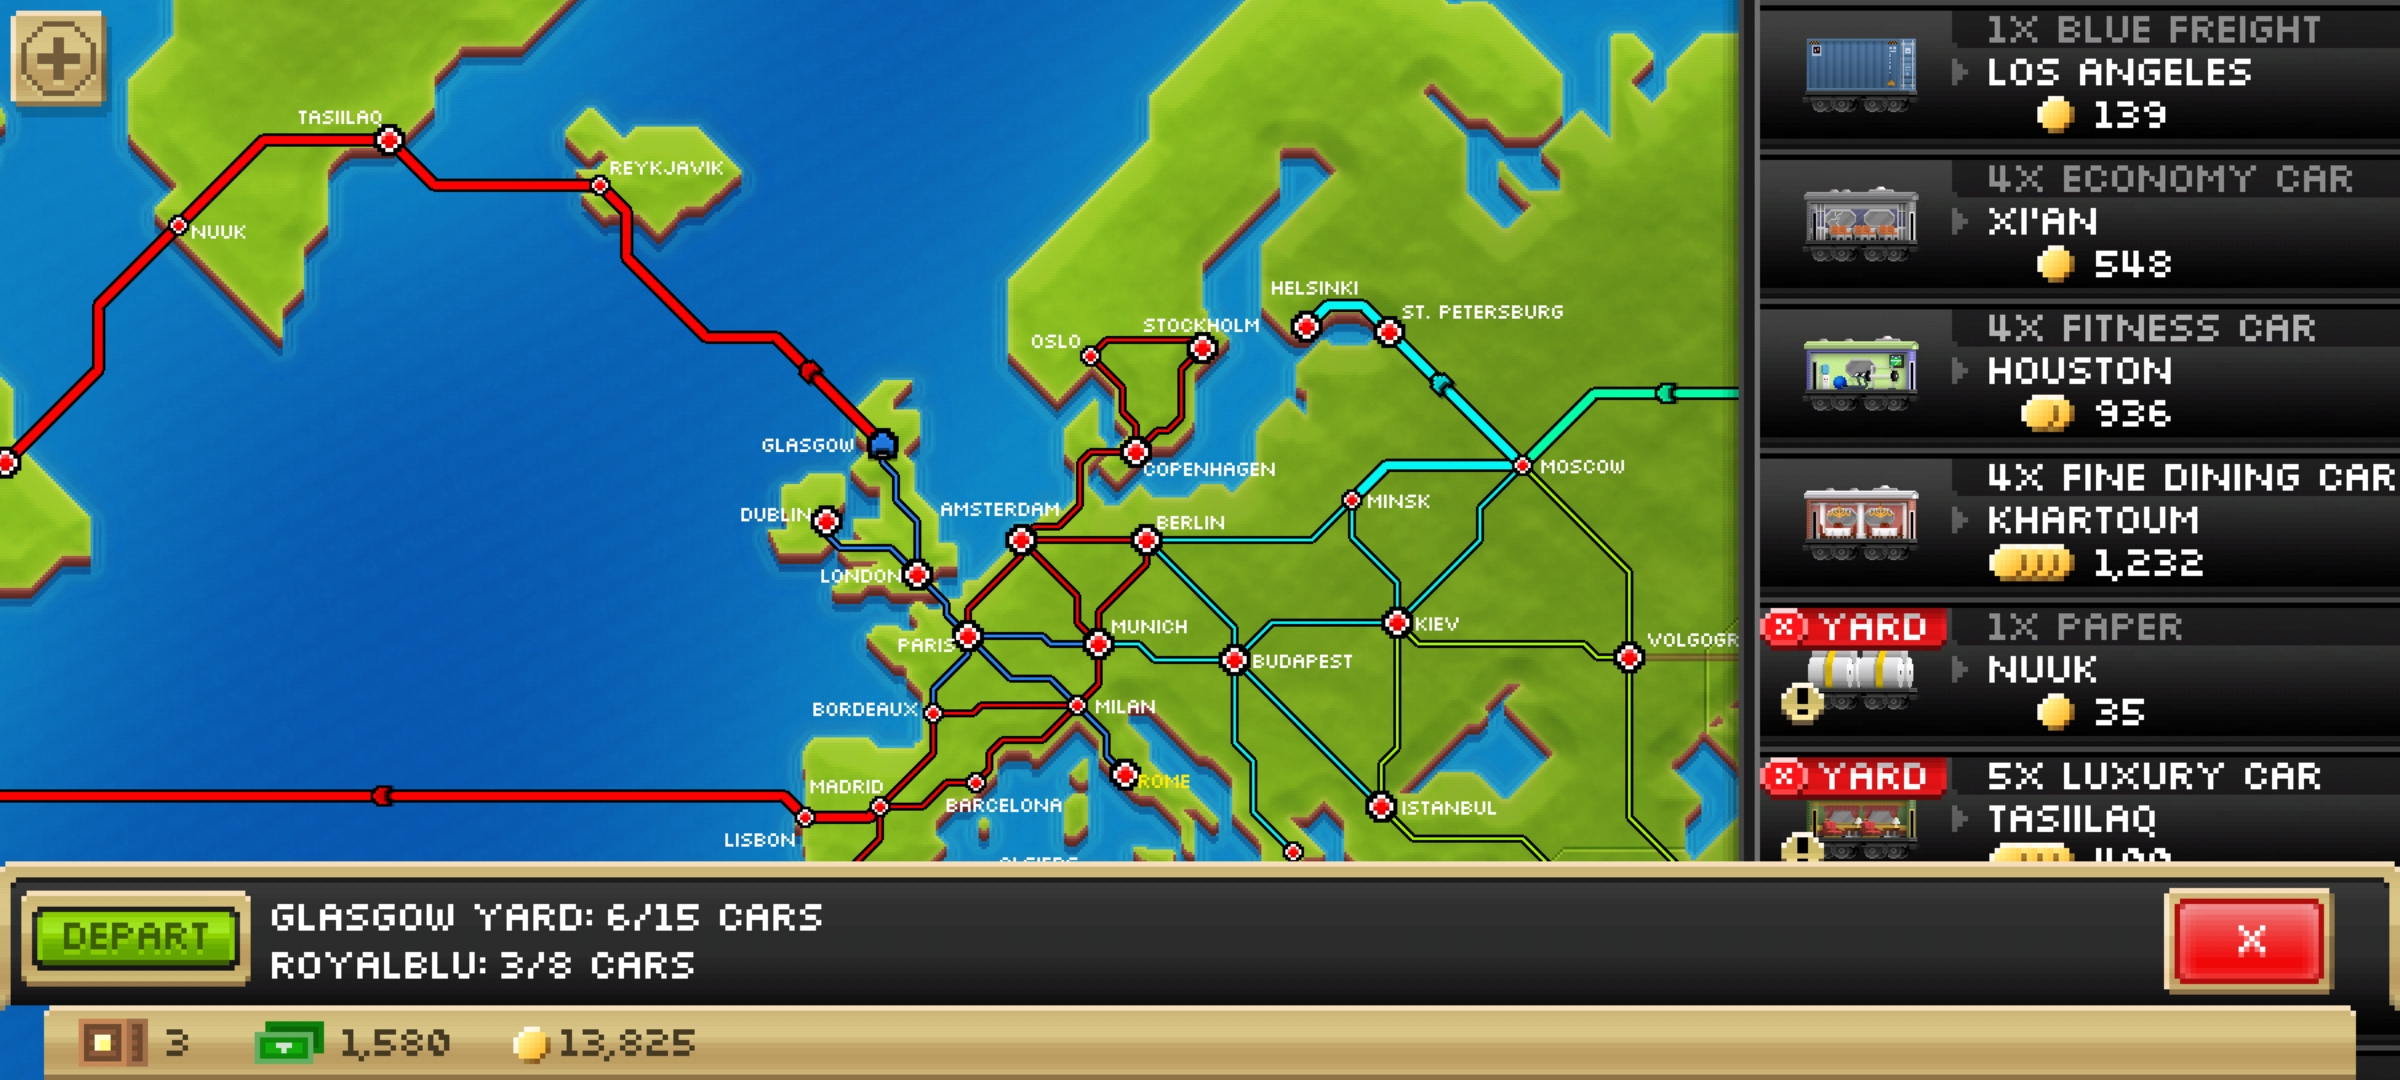 TASIILAQ
REYKJAVIK
NUUK
HELSINKI
ST. PETERSBURG
STOCKHOLM
OSLO
GLASGOW
COPENHAGEN
MOSCOW
MINSK
DUBLIN
AMSTERDAM
BERLIN
LONDON
PARIS
MUNICH
KIEV
VOLGOGR
BUDAPEST
BORDEAUX
MILAN
MADRID
ROME
BARCELONA
ISTANBUL
LISBON
1X BLUE FREIGHT
LOS ANGELES
139
4X ECONOMY CAR
XI'AN
548
4X FITNESS CAR
HOUSTON
936
4X FINE DINING CAR
KHARTOUM
1,232
YARD
1X PAPER
NUUK
35
YARD
5X LUXURY CAR
TASIILAQ
DEPART
GLASGOW YARD: 6/15 CARS
ROYALBLU: 3/8 CARS
X
3
1,580
13,825